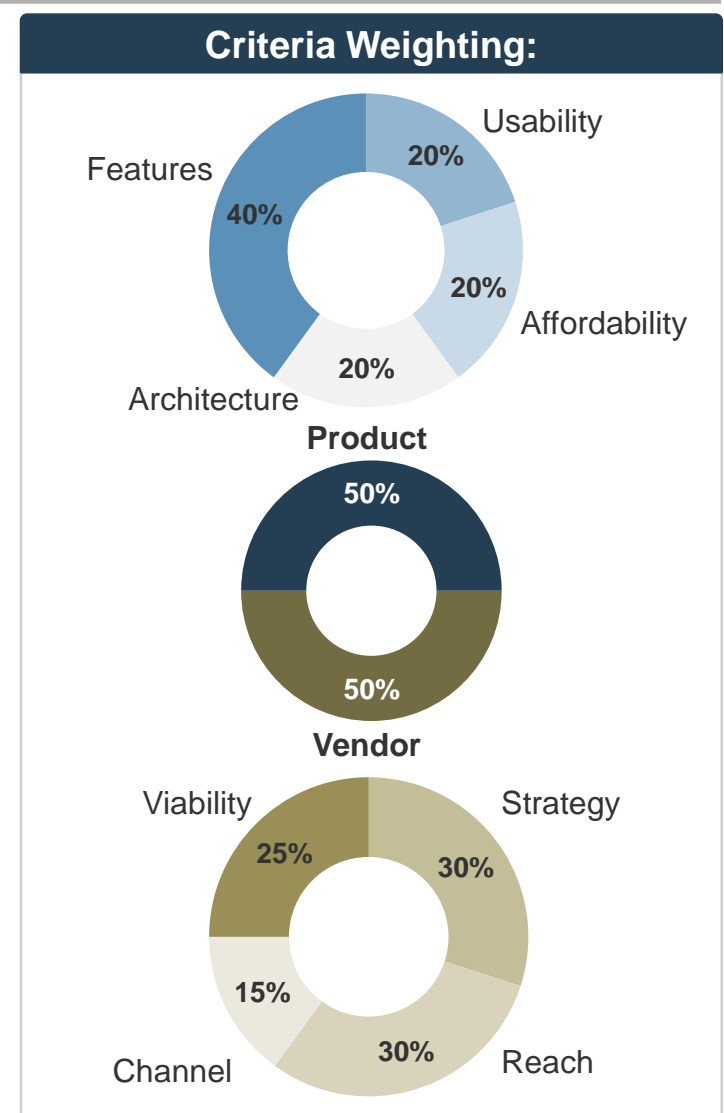 Criteria Weighting:
Usability
20%
Features
40%
20%
Affordability
20%
Architecture
Product
50%
50%
Vendor
Viability
Strategy
25%
30%
15%
30%
Reach
Channel